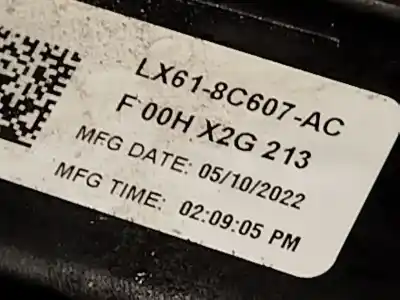 LX61-8C607-AC
F 00H X2G 213
MFG DATE: 05/10/2022
MFG TIME: 02:09:05 PM